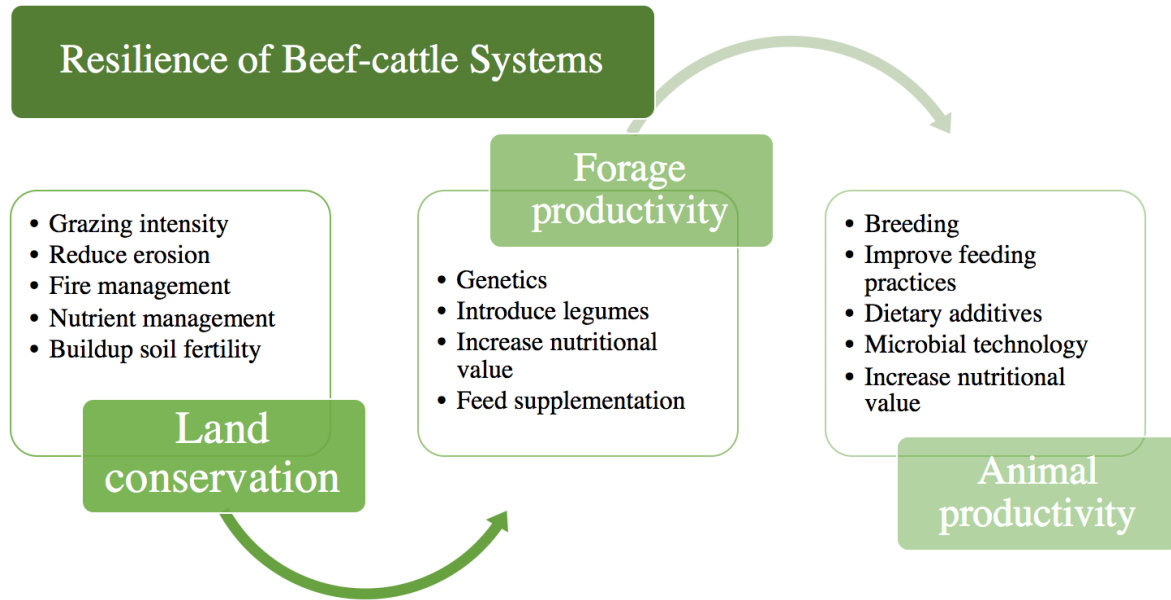 Resilience of Beef-cattle Systems
• Grazing intensity
• Reduce erosion
• Fire management
• Nutrient management
• Buildup soil fertility
Land
conservation
Forage
productivity
• Genetics
• Introduce legumes
• Increase nutritional
value
• Feed supplementation
• Breeding
• Improve feeding
practices
• Dietary additives
• Microbial technology
• Increase nutritional
value
Animal
productivity